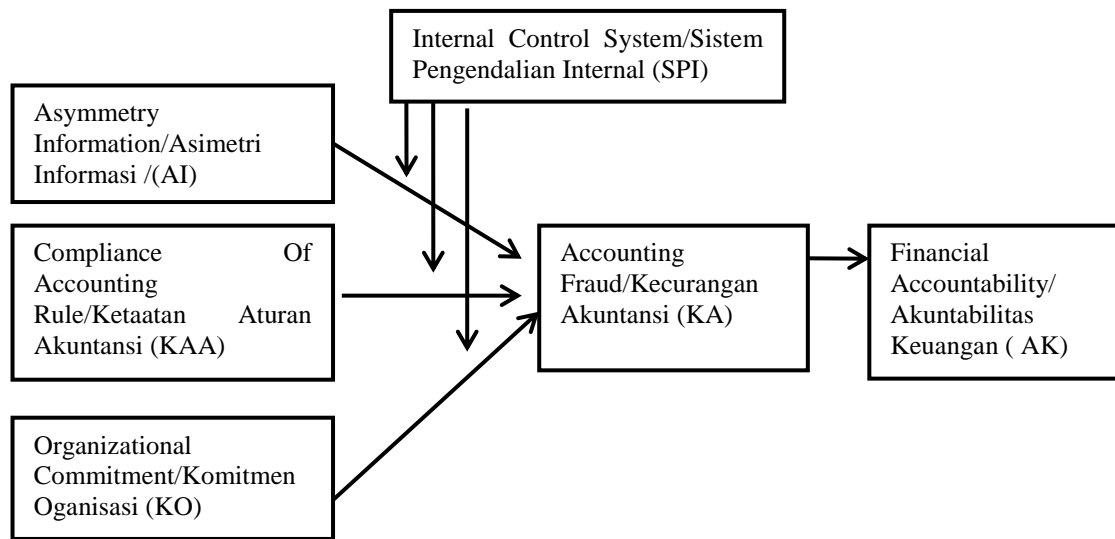 Internal Control System/Sistem
Pengendalian Internal (SPI)
Asymmetry
Information/Asimetri
Informasi /(AI)
Compliance Of
Accounting
Rule/Ketaatan Aturan
Akuntansi (KAA)
Accounting
Fraud/Kecurangan
Akuntansi (KA)
Financial
Accountability/
Akuntabilitas
Keuangan ( AK)
Organizational
Commitment/Komitmen
Oganisasi (KO)